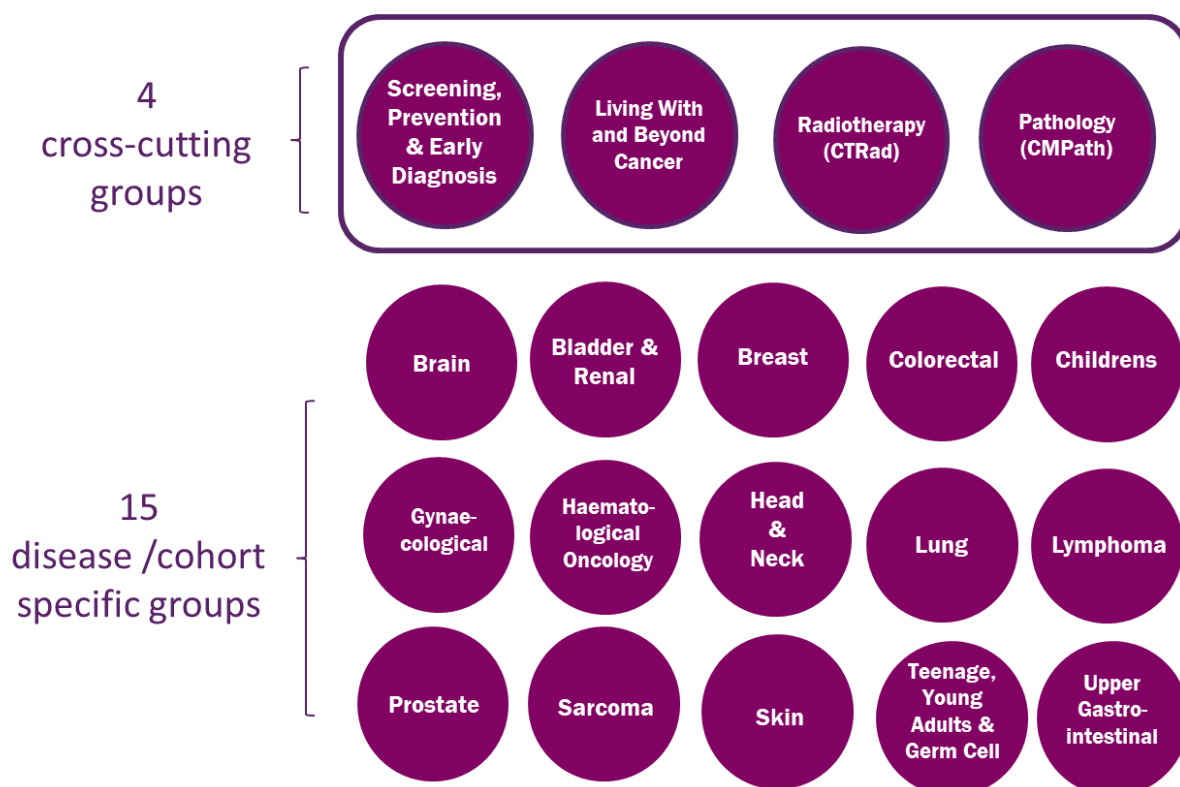 4
cross-cutting
groups
Screening,
Prevention
& Early
Diagnosis
Living With
and Beyond
Cancer
Radiotherapy
(CTRad)
Pathology
(CMPath)
15
disease /cohort
specific groups
Brain
Bladder &
Renal
Breast
Colorectal
Childrens
Gynae-
cological
Haemato-
logical
Oncology
Head
&
Neck
Lung
Lymphoma
Prostate
Sarcoma
Skin
Teenage,
Young
Adults &
Germ Cell
Upper
Gastro-
intestinal